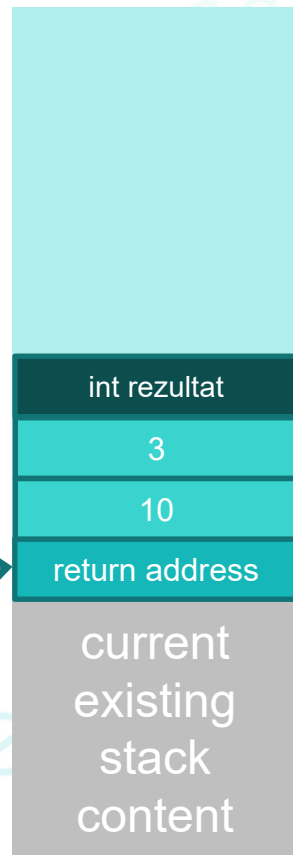 int rezultat
3
10
return address
current
existing
stack
content